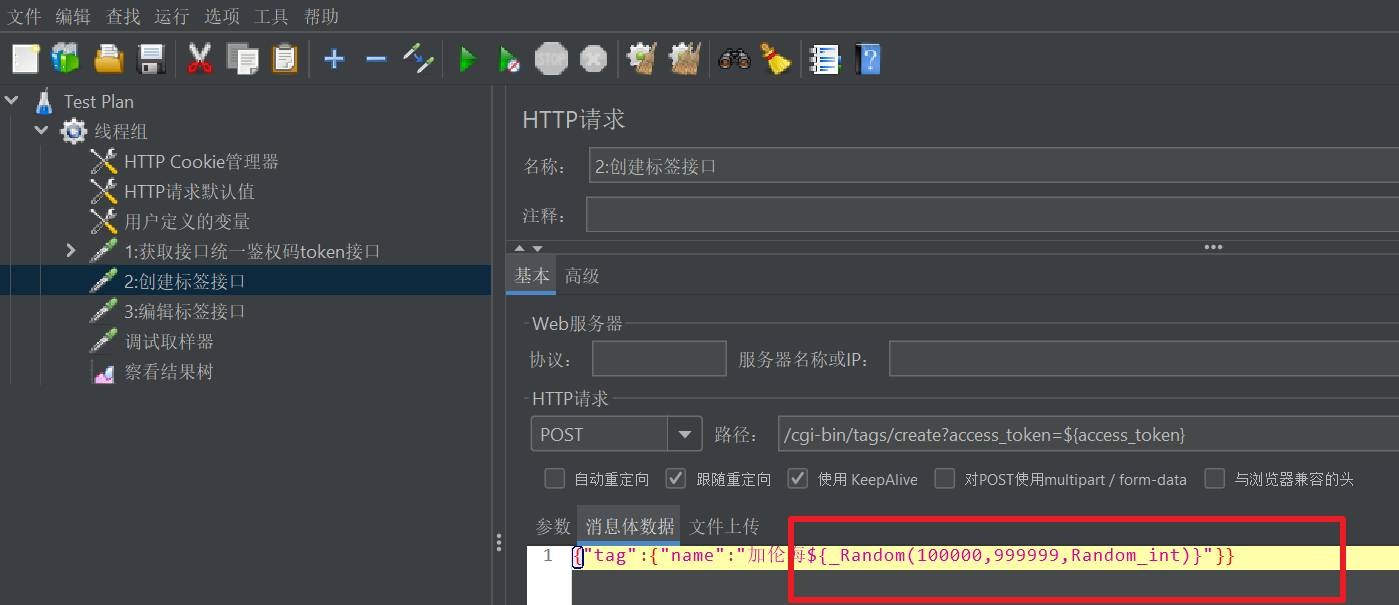 文件 编辑 查找 运行 选项 工具 帮助
STOP
Test Plan
线程组
HTTP Cookie管理器
HTTP请求默认值
用户定义的变量
1:获取接口统一鉴权码token接口
2:创建标签接口
3:编辑标签接口
调试取样器
察看结果树
HTTP请求
名称： 2:创建标签接口
注释：
基本 高级
Web服务器
协议： 服务器名称或IP：
HTTP请求
POST 路径： /cgi-bin/tags/create?access_token=${access_token}
自动重定向 跟随重定向 使用 KeepAlive 对POST使用multipart / form-data 与浏览器兼容的头
参数 消息体数据 文件上传
1 {"tag":{"name":"加伦海${_Random(100000,999999,Random_int)}"}}